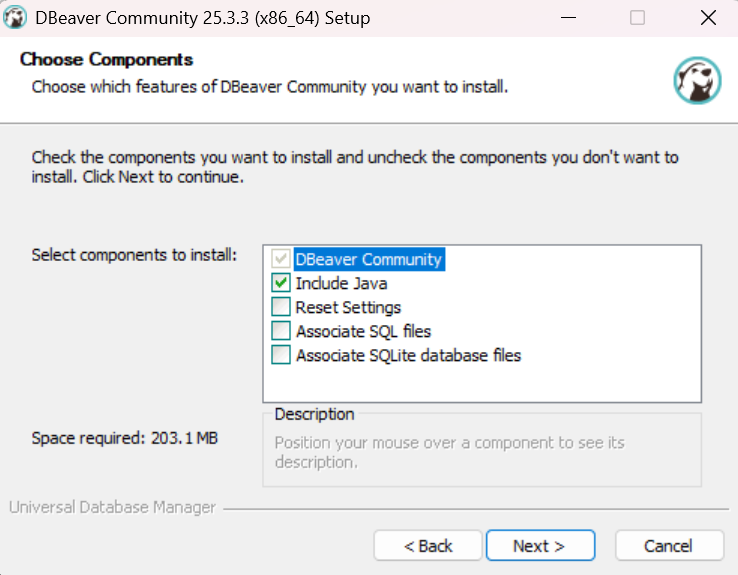 DBeaver Community 25.3.3 (x86_64) Setup
Choose Components
Choose which features of DBeaver Community you want to install.
Check the components you want to install and uncheck the components you don't want to
install. Click Next to continue.
Select components to install:
DBeaver Community
Include Java
Reset Settings
Associate SQL files
Associate SQLite database files
Space required: 203.1 MB
Description
Position your mouse over a component to see its
description.
Universal Database Manager
< Back
Next >
Cancel